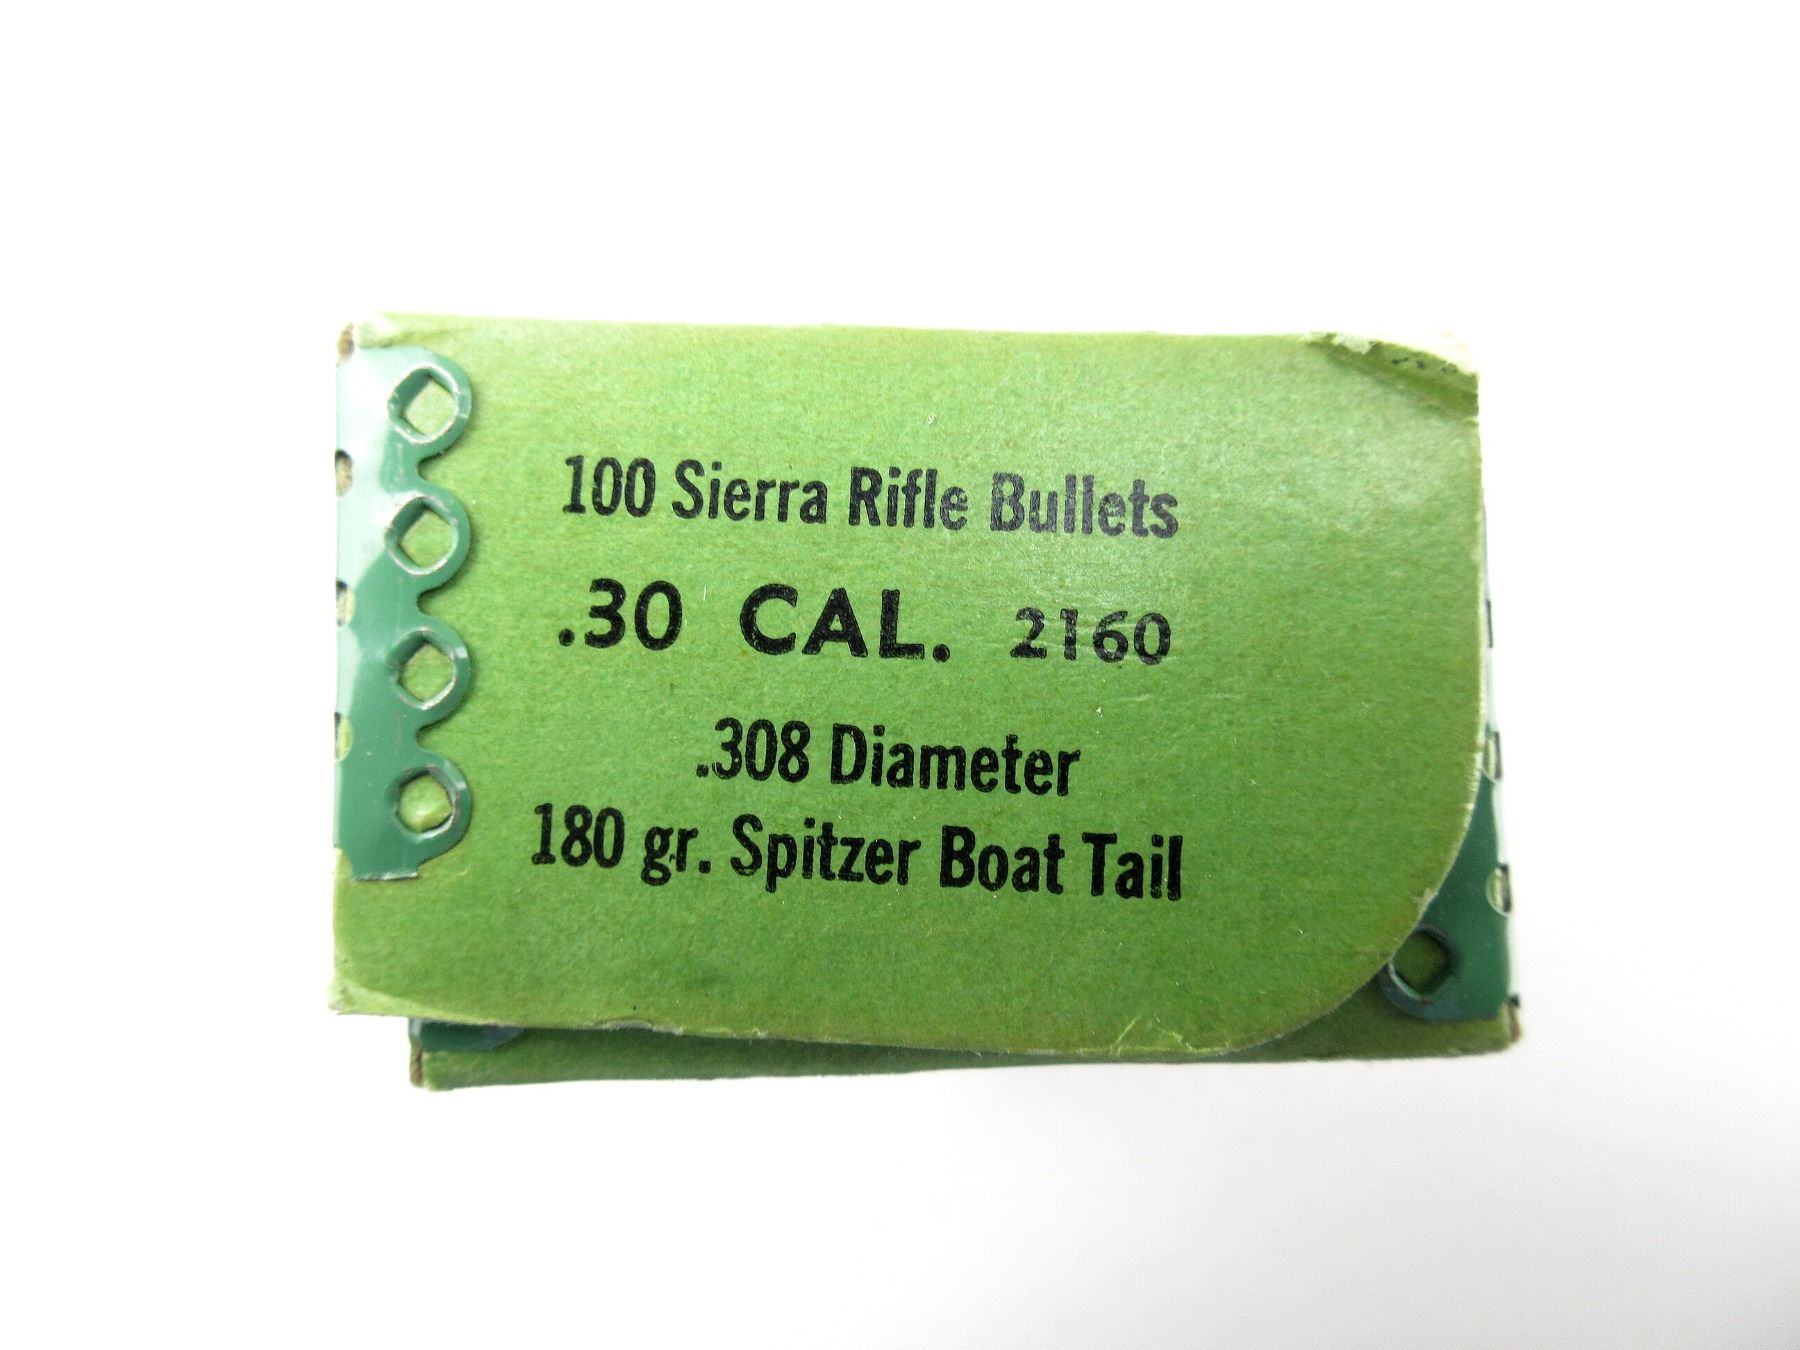 100 Sierra Rifle Bullets
.30 CAL. 2160
.308 Diameter
180 gr. Spitzer Boat Tail